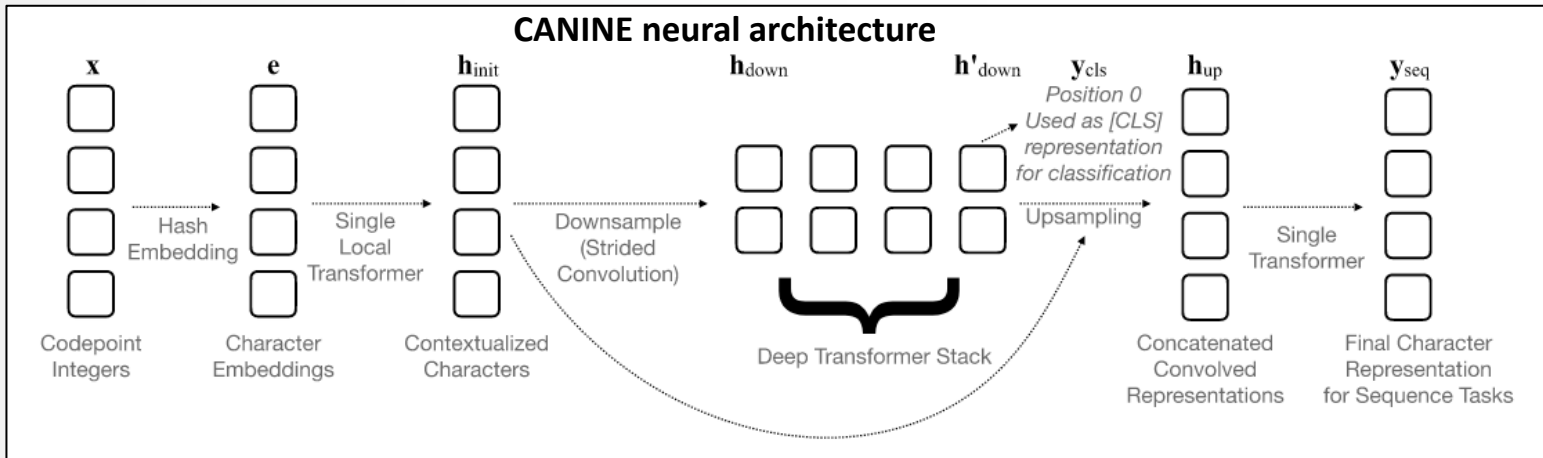 CANINE neural architecture
x
e
h_init
h_down
h'_down
y_cls
h_up
y_seq
Position 0
Used as [CLS]
representation
for classification
Hash
Embedding
Single
Local
Transformer
Downsample
(Strided
Convolution)
Upsampling
Single
Transformer
Codepoint
Integers
Character
Embeddings
Contextualized
Characters
Deep Transformer Stack
Concatenated
Convolved
Representations
Final Character
Representation
for Sequence Tasks